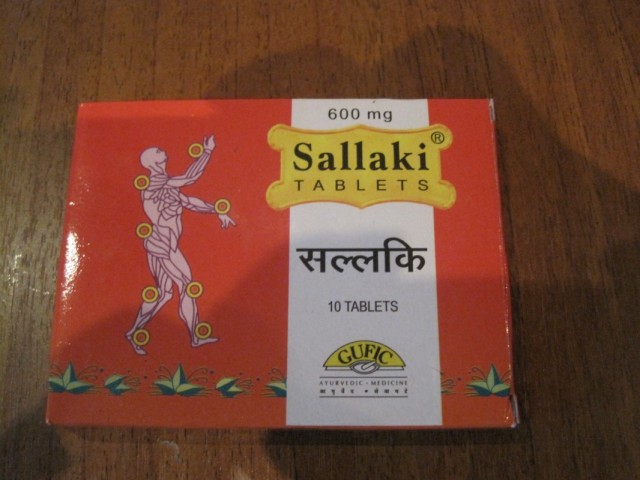 600 mg
Sallaki®
TABLETS
सल्लकि
10 TABLETS
GUFIC
AYURVEDIC - MEDICINE